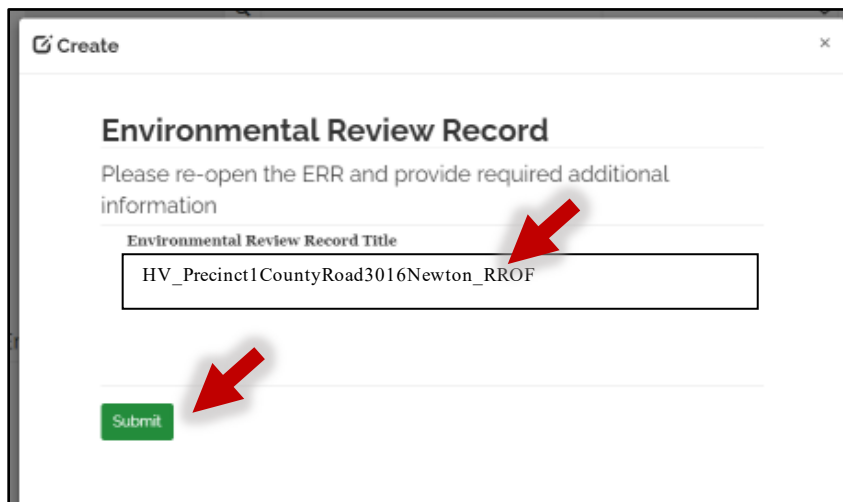 Create
×
Environmental Review Record
Please re-open the ERR and provide required additional
information
Environmental Review Record Title
HV_Precinct1CountyRoad3016Newton_RROF
Submit